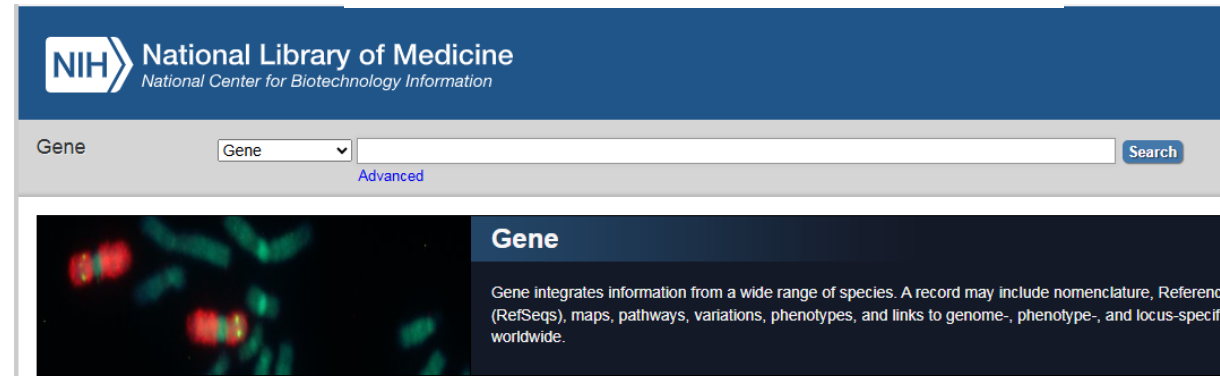 NIH
National Library of Medicine
National Center for Biotechnology Information
Gene
Gene
Search
Advanced
Gene
Gene integrates information from a wide range of species. A record may include nomenclature, Referenc
(RefSeqs), maps, pathways, variations, phenotypes, and links to genome-, phenotype-, and locus-specif
worldwide.